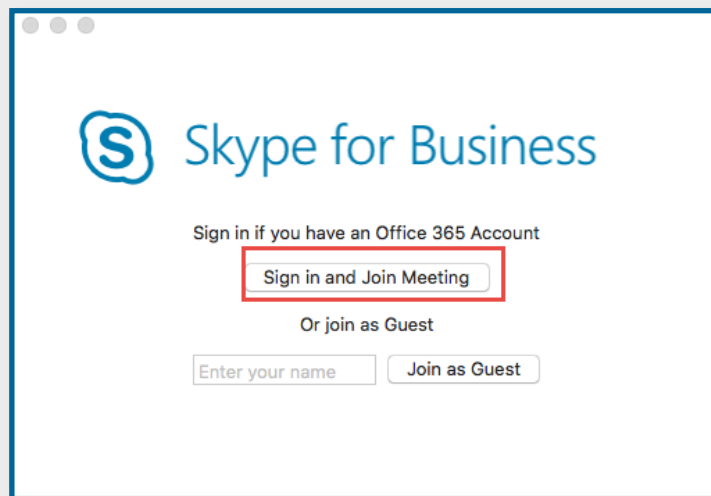 S Skype for Business
Sign in if you have an Office 365 Account
Sign in and Join Meeting
Or join as Guest
Enter your name Join as Guest